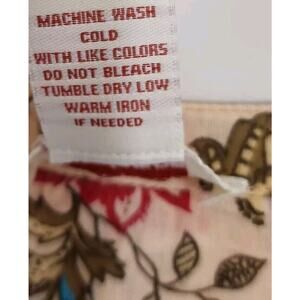 MACHINE WASH
COLD
WITH LIKE COLORS
DO NOT BLEACH
TUMBLE DRY LOW
WARM IRON
IF NEEDED